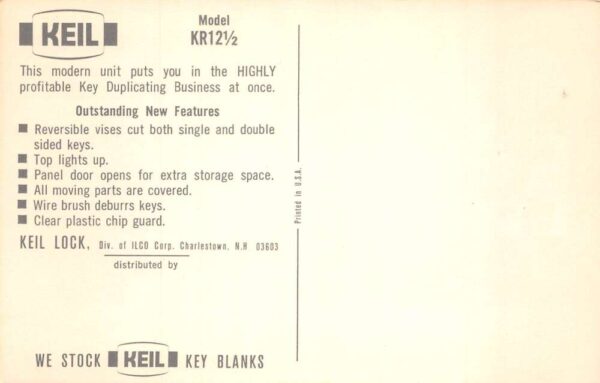 KEIL
Model
KR12½
This modern unit puts you in the HIGHLY
profitable Key Duplicating Business at once.
Outstanding New Features
■ Reversible vises cut both single and double
sided keys.
■ Top lights up.
■ Panel door opens for extra storage space.
■ All moving parts are covered.
■ Wire brush deburrs keys.
■ Clear plastic chip guard.
KEIL LOCK, Div. of ILCO Corp. Charlestown, N.H 03603
distributed by
Printed in U.S.A.
WE STOCK KEIL KEY BLANKS